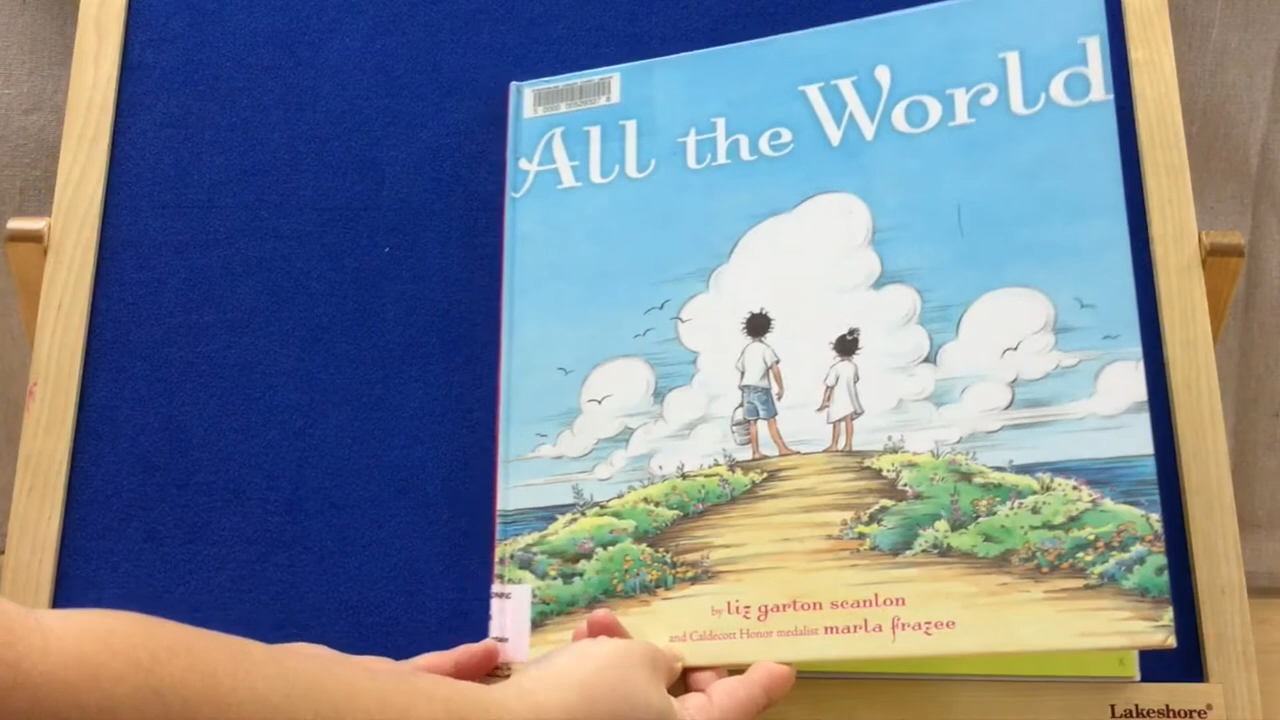 All the World
by liz garton scanlon
and Caldecott Honor medalist marla frazee
Lakeshore®